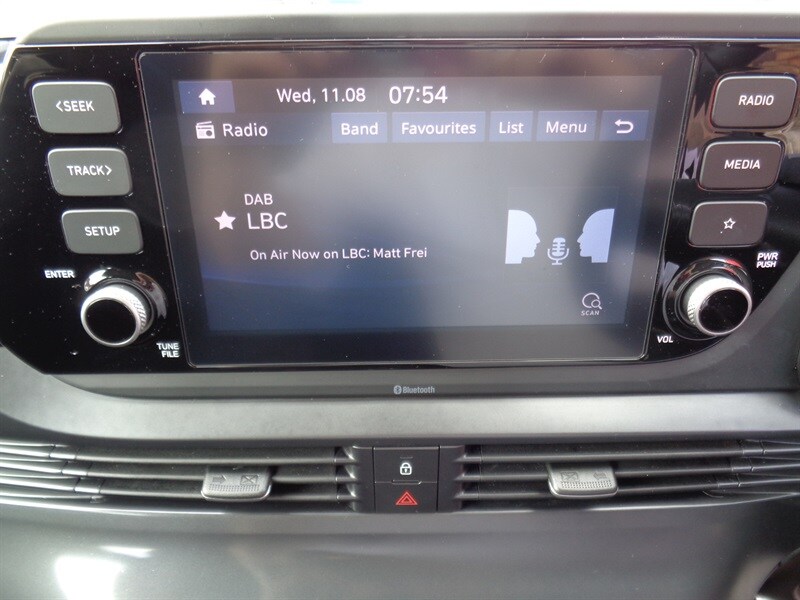 <SEEK
TRACK>
SETUP
ENTER
TUNE
FILE
Wed, 11.08 07:54
Radio Band Favourites List Menu
DAB
LBC
On Air Now on LBC: Matt Frei
SCAN
RADIO
MEDIA
PWR
PUSH
VOL
Bluetooth